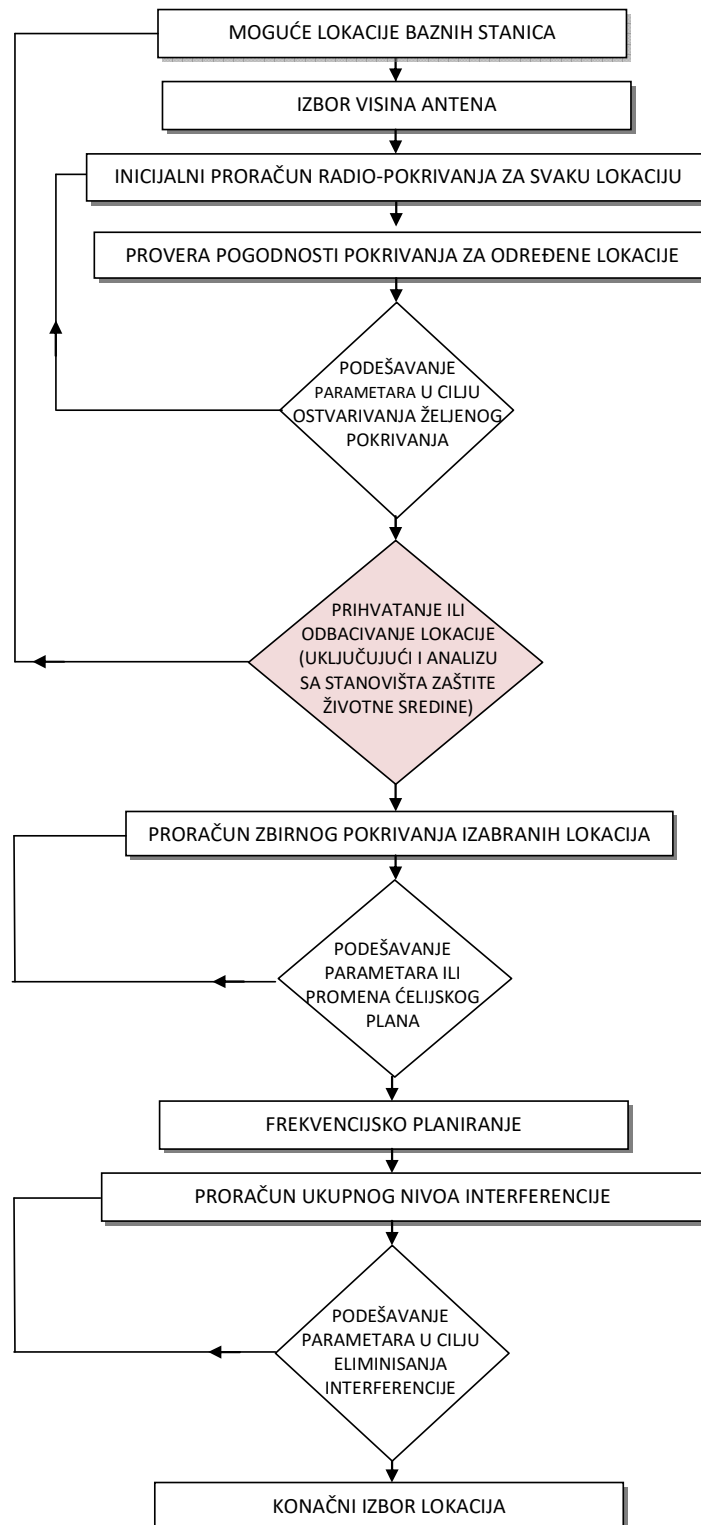 MOGUĆE LOKACIJE BAZNIH STANICA
IZBOR VISINA ANTENA
INICIJALNI PRORAČUN RADIO-POKRIVANJA ZA SVAKU LOKACIJU
PROVERA POGODNOSTI POKRIVANJA ZA ODREĐENE LOKACIJE
PODEŠAVANJE
PARAMETARA U CILJU
OSTVARIVANJA ŽELJENOG
POKRIVANJA
PRIHVATANJE ILI
ODBACIVANJE LOKACIJE
(UKLJUČUJUĆI I ANALIZU
SA STANOVIŠTA ZAŠTITE
ŽIVOTNE SREDINE)
PRORAČUN ZBIRNOG POKRIVANJA IZABRANIH LOKACIJA
PODEŠAVANJE
PARAMETARA ILI
PROMENA ĆELIJSKOG
PLANA
FREKVENCIJSKO PLANIRANJE
PRORAČUN UKUPNOG NIVOA INTERFERENCIJE
PODEŠAVANJE
PARAMETARA U CILJU
ELIMINISANJA
INTERFERENCIJE
KONAČNI IZBOR LOKACIJA